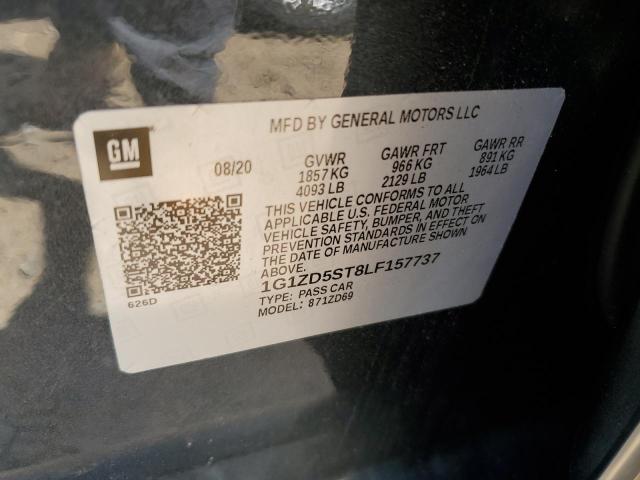 MFD BY GENERAL MOTORS LLC
GM
08/20 GVWR GAWR FRT GAWR RR
1857 KG 966 KG 891 KG
4093 LB 2129 LB 1964 LB
THIS VEHICLE CONFORMS TO ALL
APPLICABLE U.S. FEDERAL MOTOR
VEHICLE SAFETY, BUMPER, AND THEFT
PREVENTION STANDARDS IN EFFECT ON
THE DATE OF MANUFACTURE SHOWN
ABOVE.
1G1ZD5ST8LF157737
626D
TYPE: PASS CAR
MODEL: 871ZD69